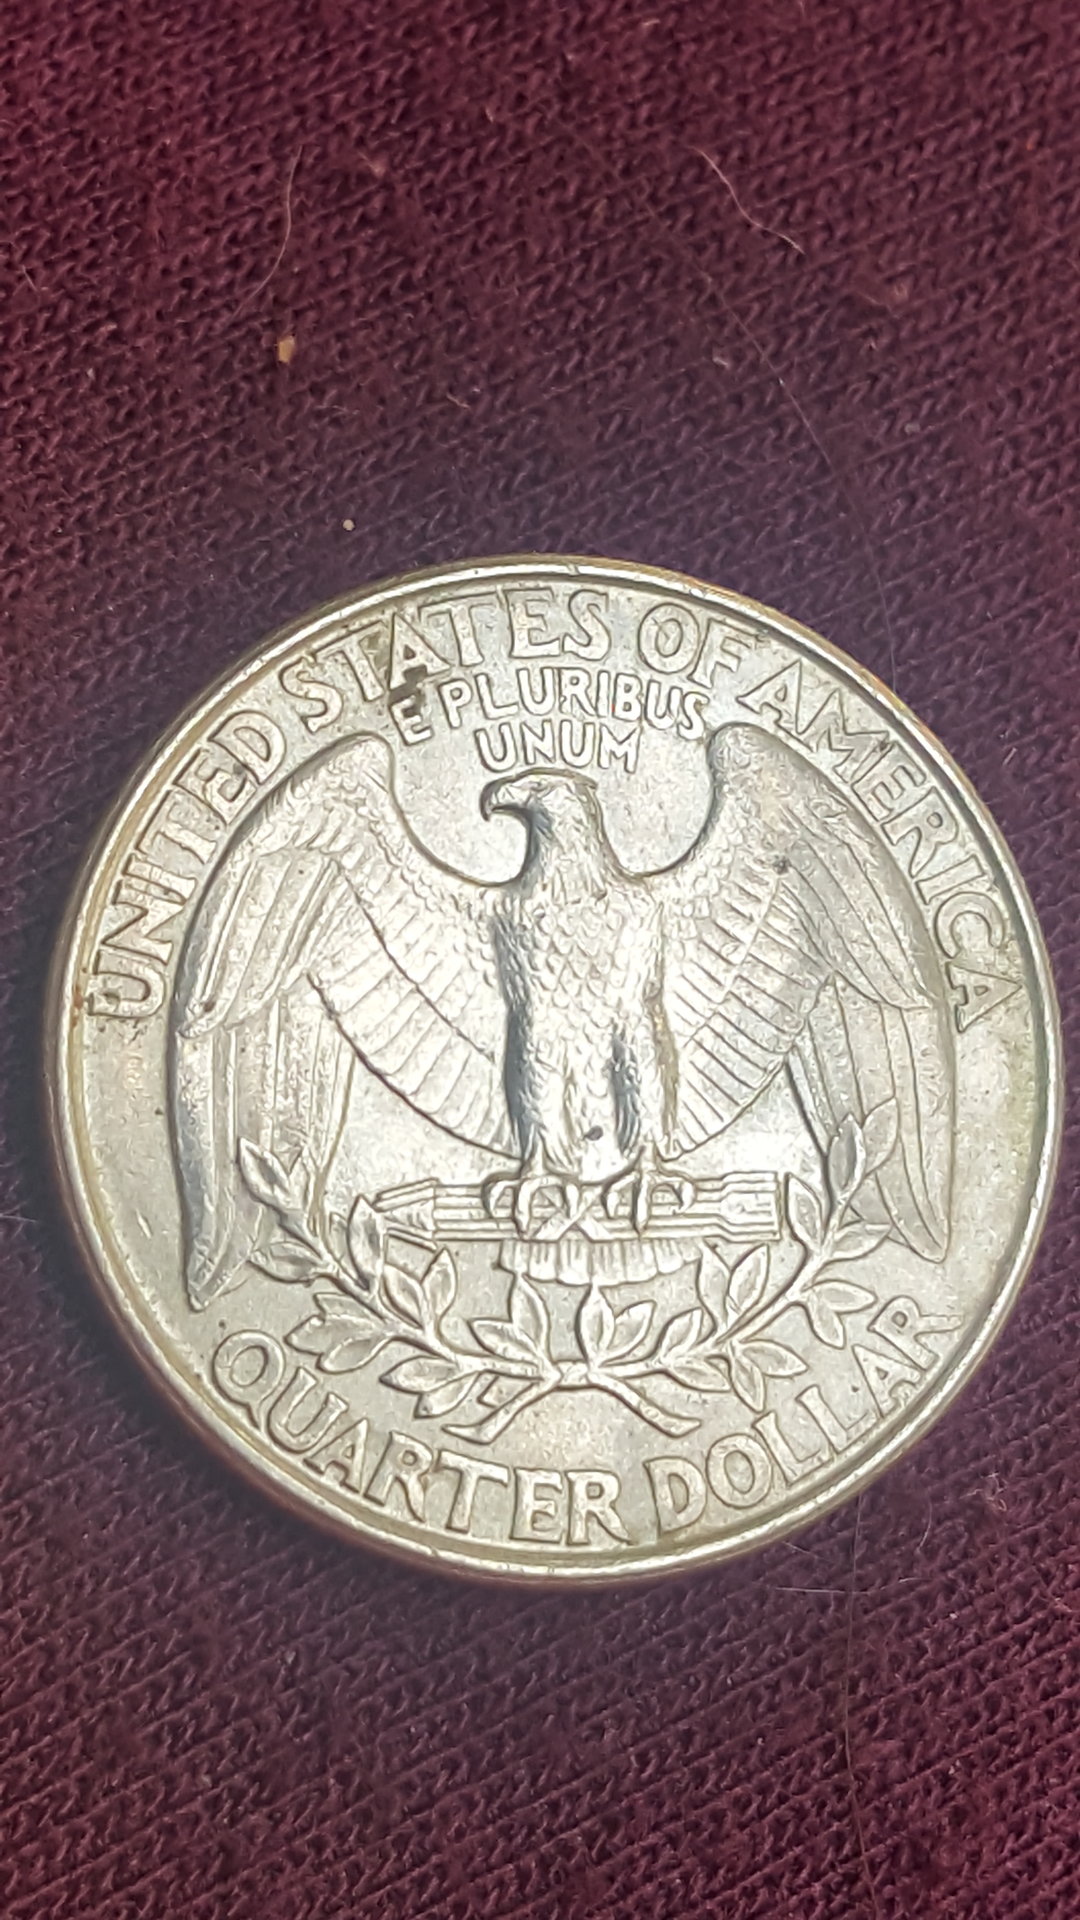 UNITED STATES OF AMERICA
E PLURIBUS
UNUM
QUARTER DOLLAR